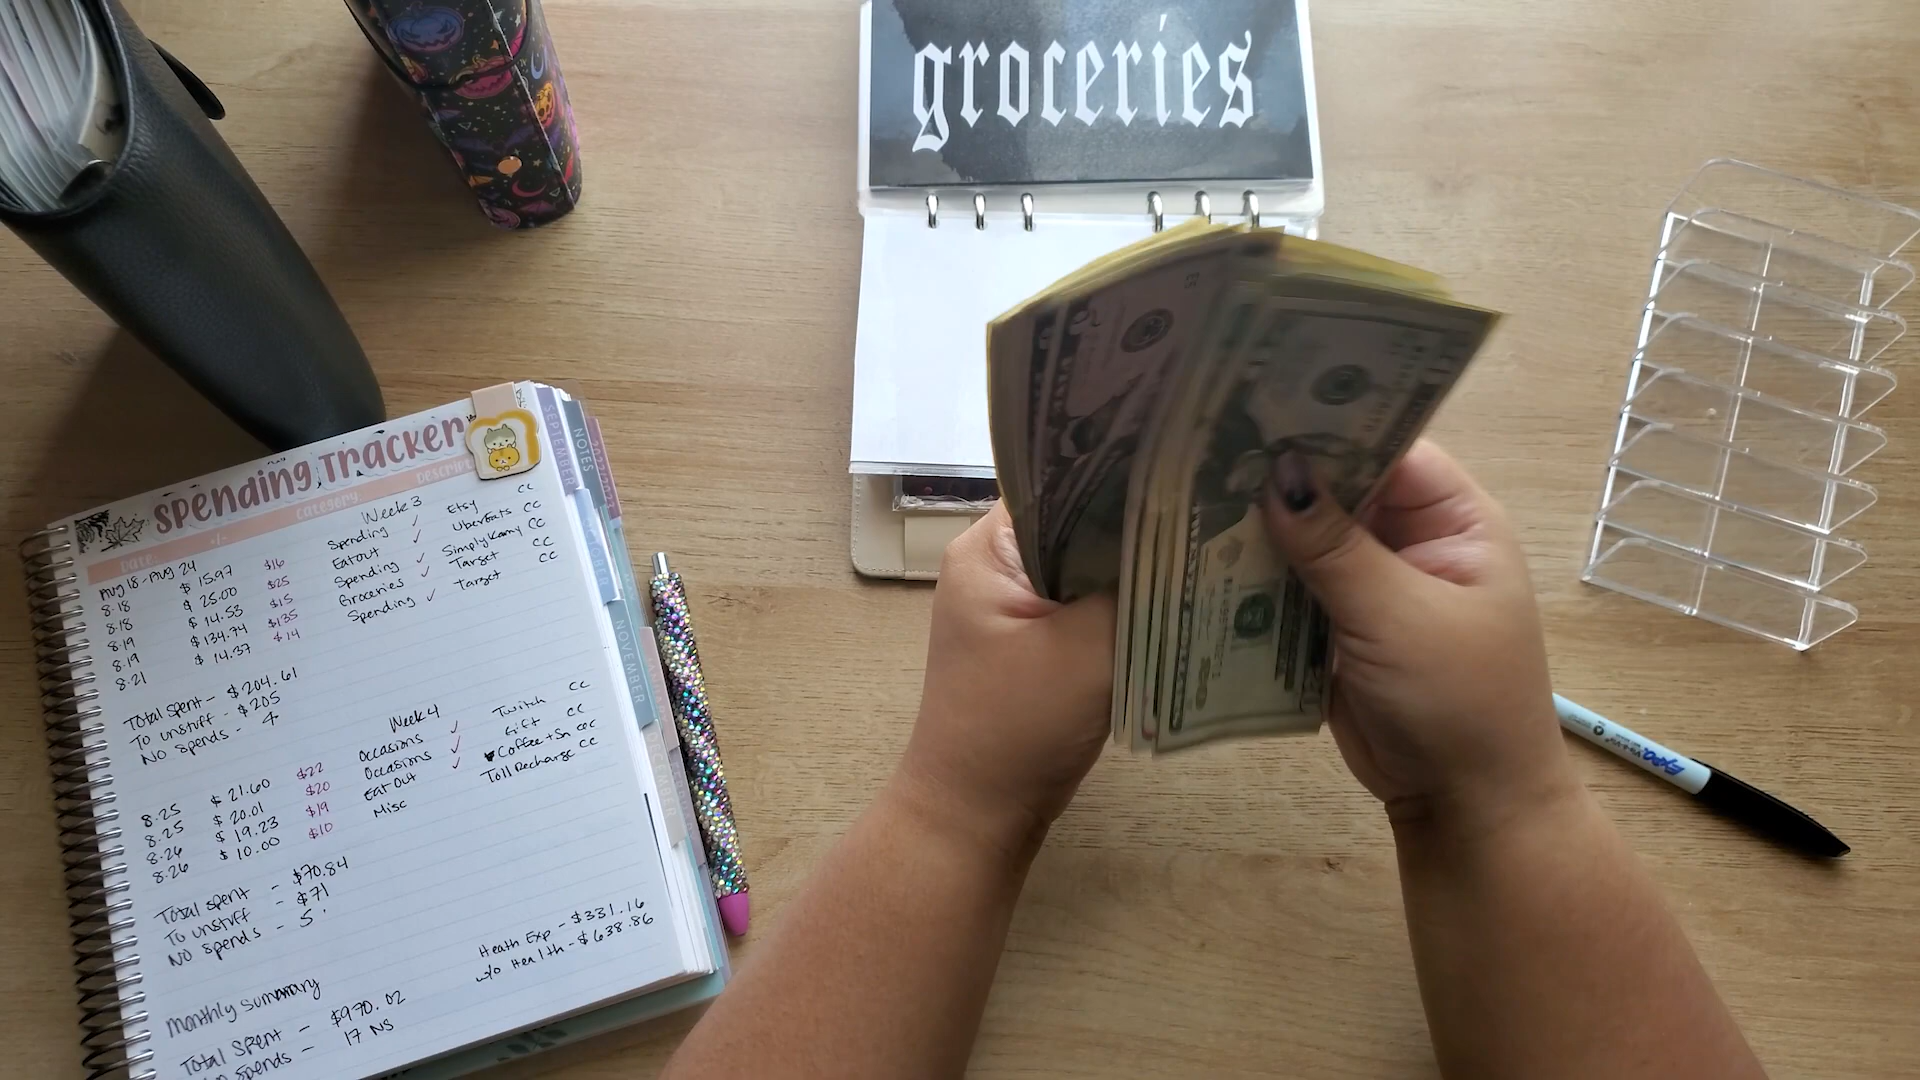 groceries
Spending Tracker
DATE: +/- CATEGORY: DESCRIPT
Aug 18 - Aug 24 Week 3
8.18 $ 15.97 $16 Spending ✓ Etsy CC
8.18 $ 25.00 $25 Eatout ✓ UberEats CC
8.19 $ 14.53 $15 Spending ✓ Simply Kamy CC
8.19 $ 134.74 $135 Groceries ✓ Target CC
8.21 $ 14.37 $14 Spending ✓ Target CC
Total spent - $204.61
To unstuff - $205
No spends - 4
Week 4
8.25 $ 21.60 $22 Occasions ✓ Twitch CC
8.25 $ 20.01 $20 Occasions ✓ Gift CC
8.26 $ 19.23 $19 Eat Out ✓ Coffee + Sn CC
8.26 $ 10.00 $10 Misc Toll Recharge CC
Total spent - $70.84
To unstuff - $71
No spends - 5
Heath Exp - $331.16
w/o Health - $638.86
Monthly Summary
Total Spent - $970.02
spends - 17 NS
SEPTEMBER
NOTES
NOVEMBER
EXPO